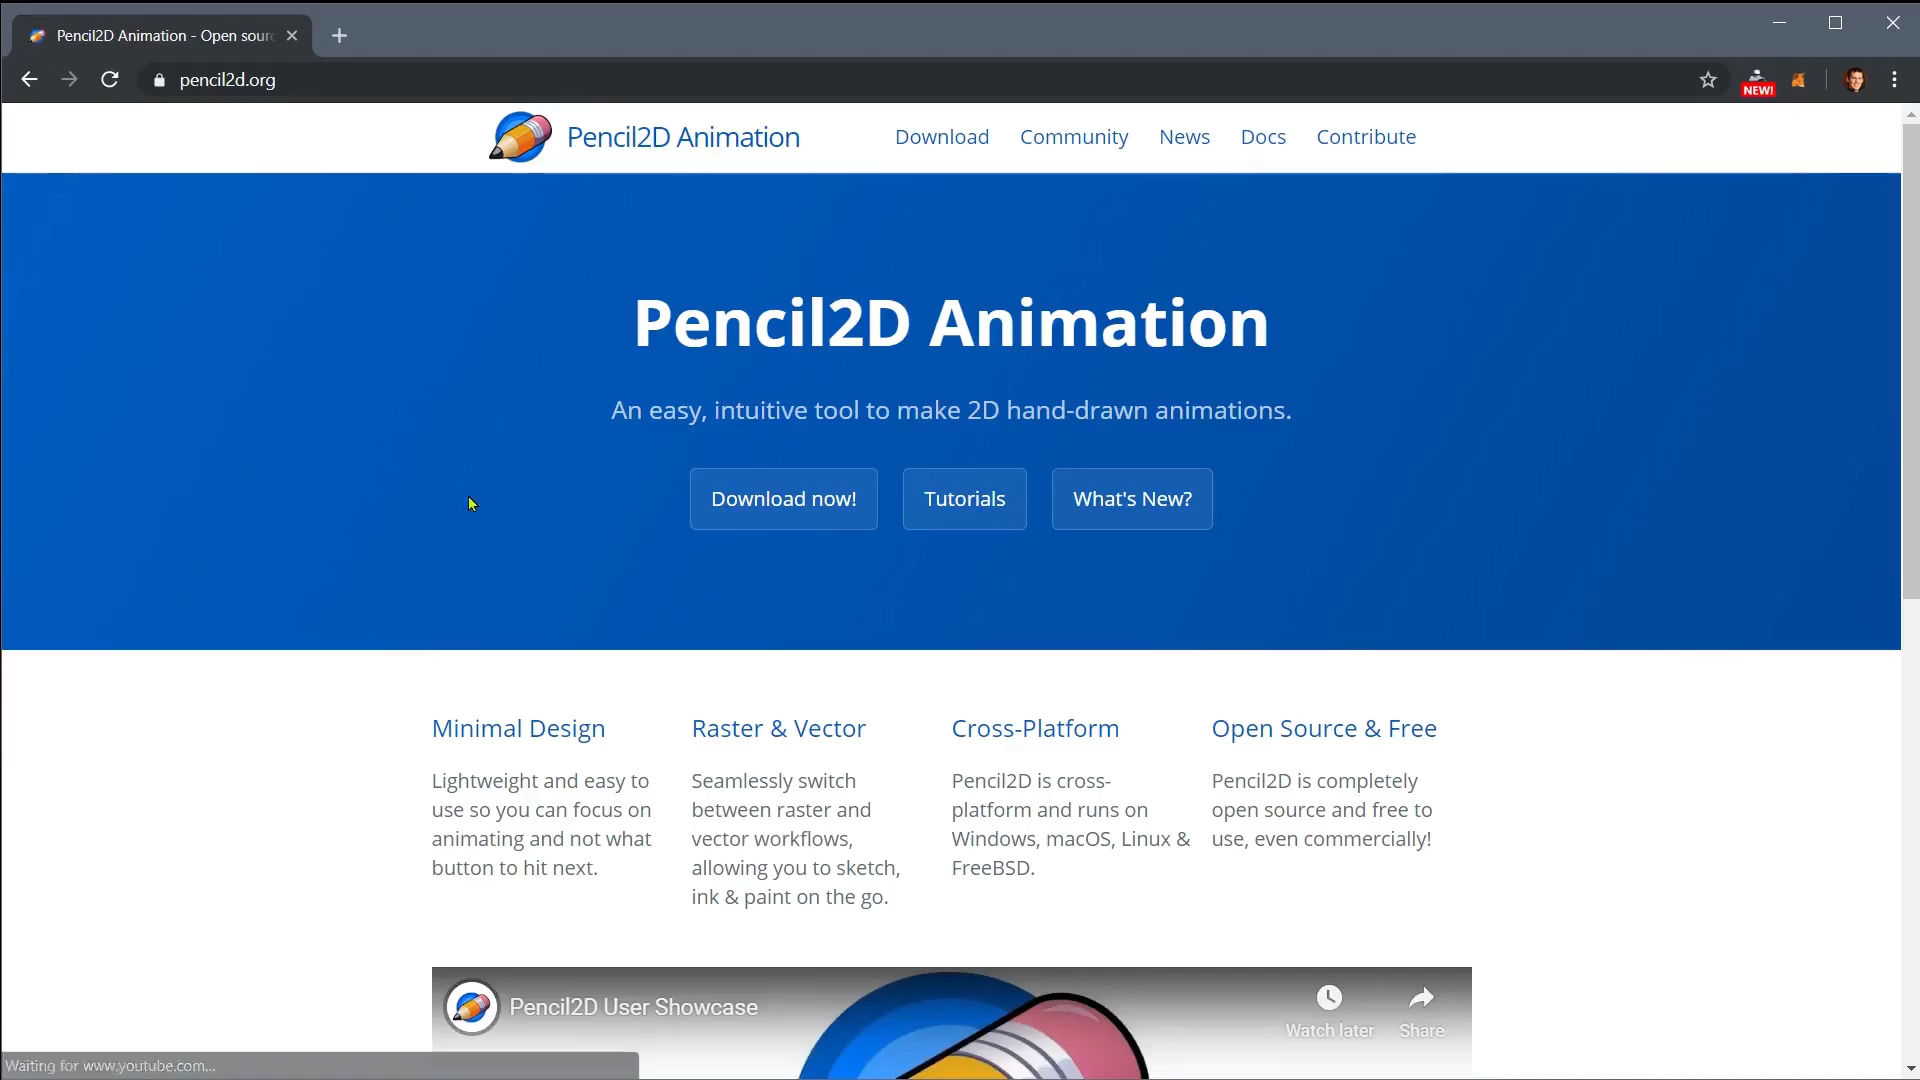 Pencil2D Animation - Open sour
pencil2d.org
NEW!
Pencil2D Animation
Download
Community
News
Docs
Contribute
Pencil2D Animation
An easy, intuitive tool to make 2D hand-drawn animations.
Download now!
Tutorials
What's New?
Minimal Design
Lightweight and easy to
use so you can focus on
animating and not what
button to hit next.
Raster & Vector
Seamlessly switch
between raster and
vector workflows,
allowing you to sketch,
ink & paint on the go.
Cross-Platform
Pencil2D is cross-
platform and runs on
Windows, macOS, Linux &
FreeBSD.
Open Source & Free
Pencil2D is completely
open source and free to
use, even commercially!
Pencil2D User Showcase
Watch later
Share
Waiting for www.youtube.com...